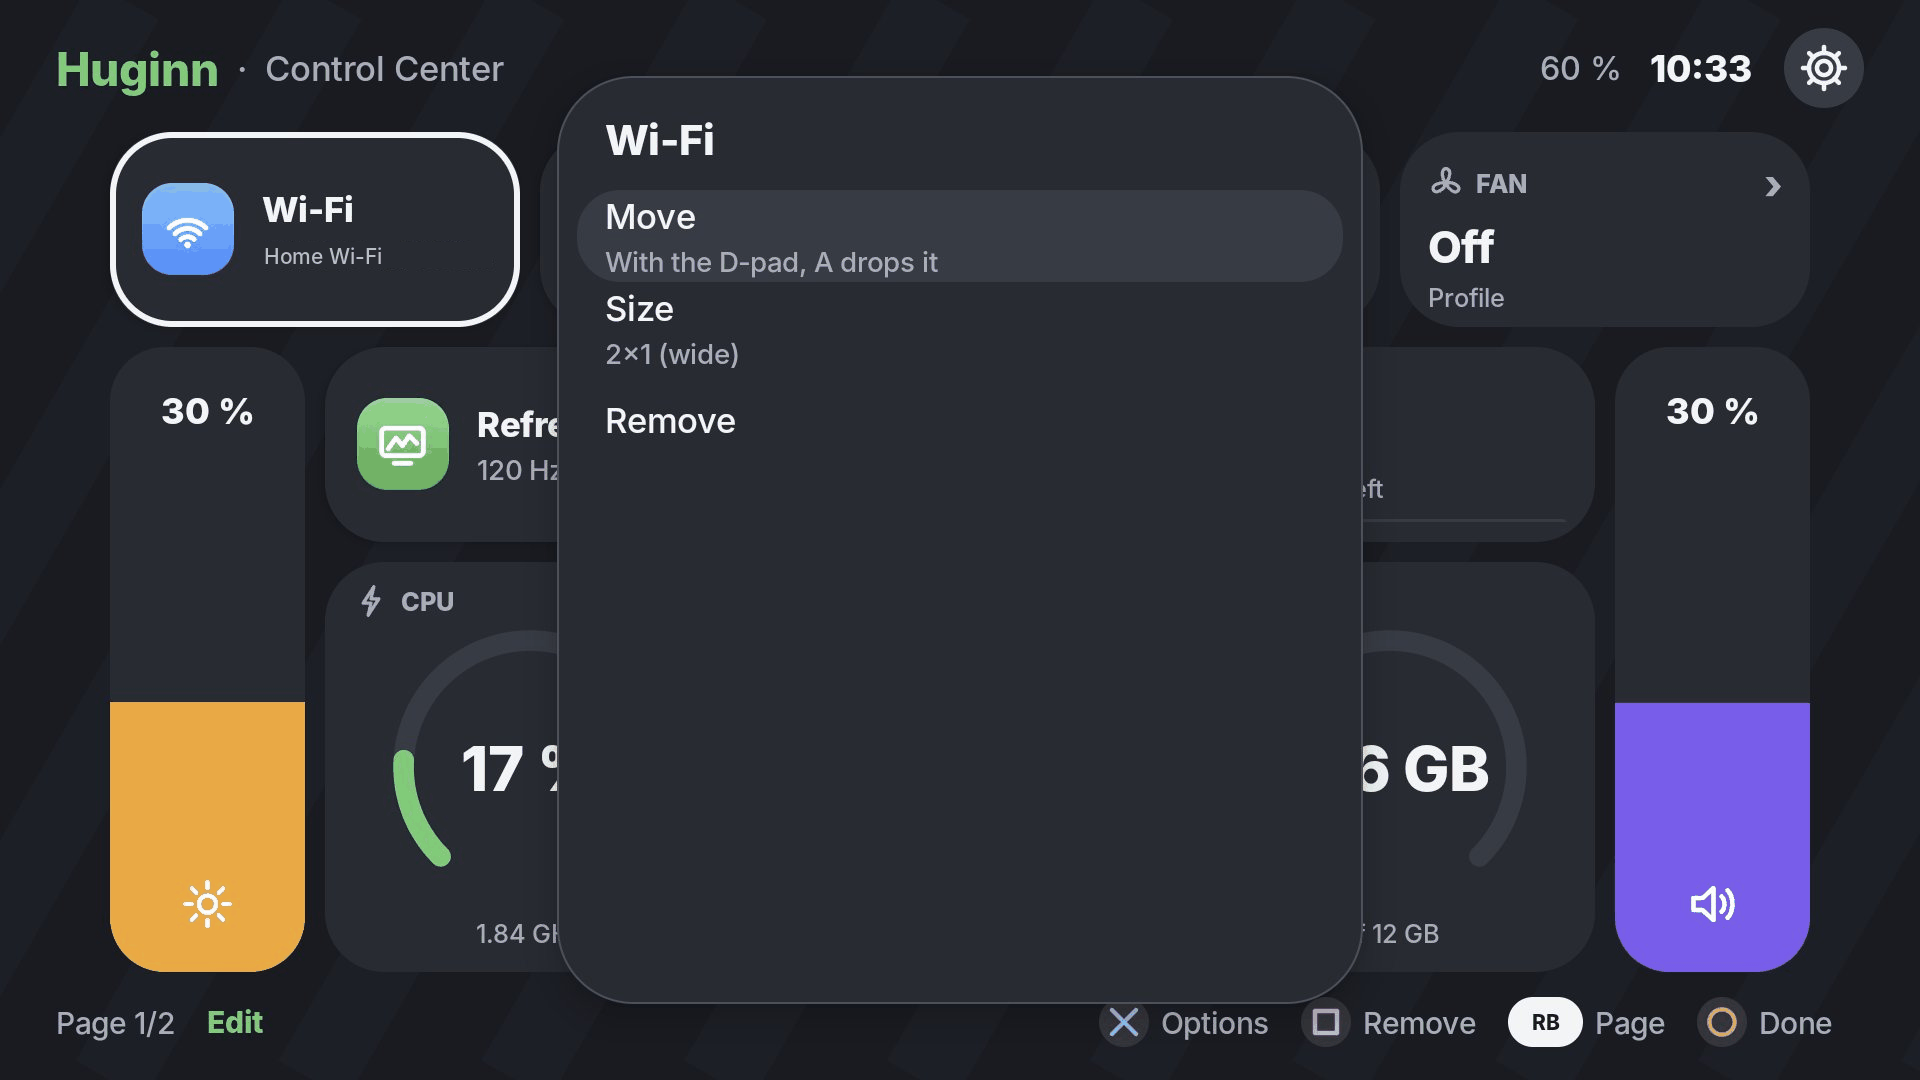 Huginn · Control Center
60 % 10:33
Wi-Fi
Home Wi-Fi
Wi-Fi
Move
With the D-pad, A drops it
Size
2×1 (wide)
Remove
FAN ›
Off
Profile
30 %
120 Hz
30 %
CPU
17
1.84
6 GB
12 GB
Page 1/2 Edit
Options
Remove
RB Page
Done